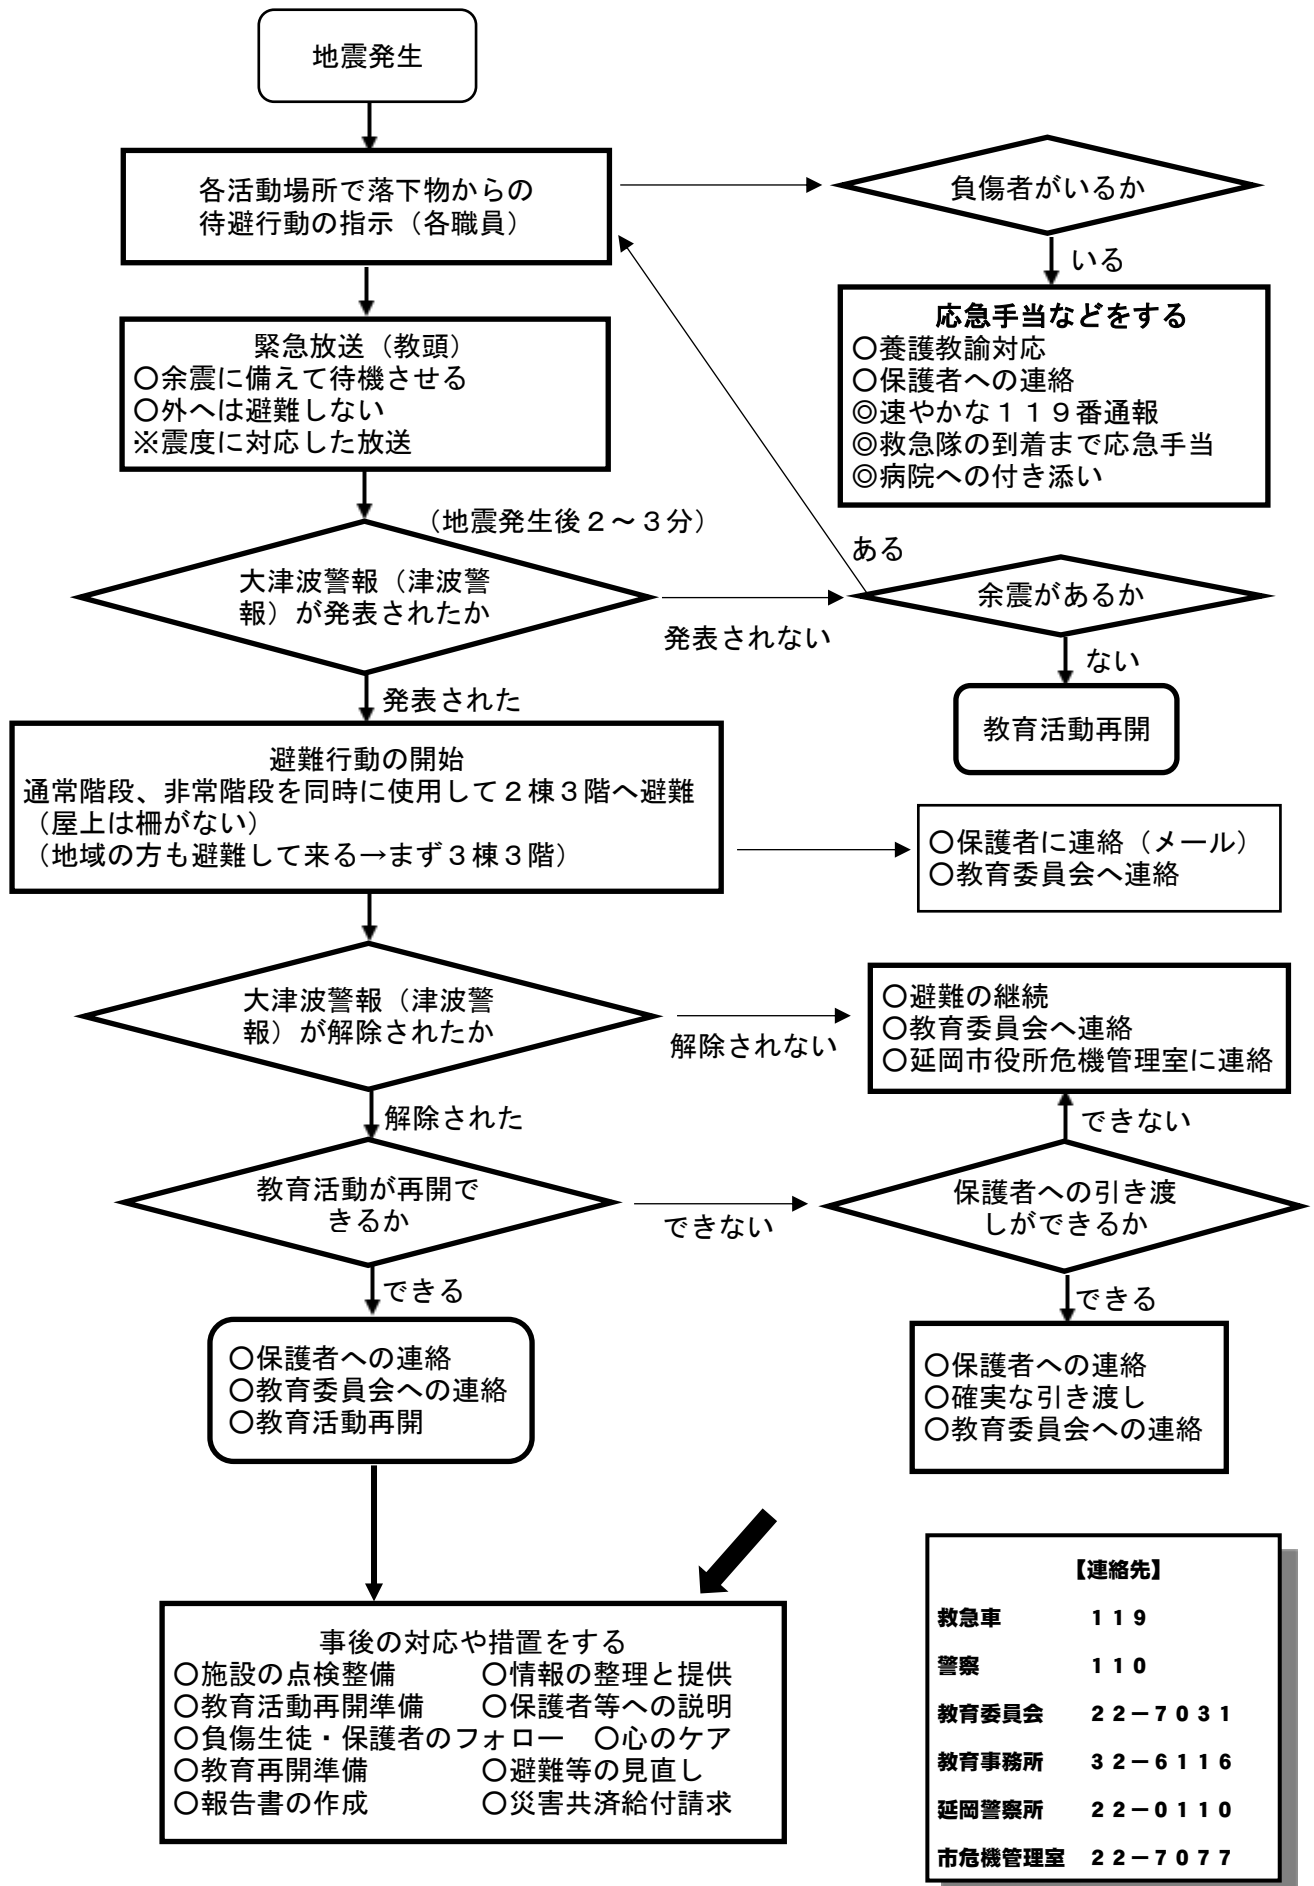 地震発生
各活動場所で落下物からの
待避行動の指示（各職員）
負傷者がいるか
いる
応急手当などをする
○養護教諭対応
○保護者への連絡
◎速やかな１１９番通報
◎救急隊の到着まで応急手当
◎病院への付き添い
緊急放送（教頭）
○余震に備えて待機させる
○外へは避難しない
※震度に対応した放送
（地震発生後２～３分）
大津波警報（津波警
報）が発表されたか
発表されない
ある
余震があるか
ない
教育活動再開
発表された
避難行動の開始
通常階段、非常階段を同時に使用して２棟３階へ避難
（屋上は柵がない）
（地域の方も避難して来る→まず３棟３階）
○保護者に連絡（メール）
○教育委員会へ連絡
大津波警報（津波警
報）が解除されたか
解除されない
○避難の継続
○教育委員会へ連絡
○延岡市役所危機管理室に連絡
解除された
できない
教育活動が再開で
きるか
できない
保護者への引き渡
しができるか
できる
できる
○保護者への連絡
○教育委員会への連絡
○教育活動再開
○保護者への連絡
○確実な引き渡し
○教育委員会への連絡
事後の対応や措置をする
○施設の点検整備　○情報の整理と提供
○教育活動再開準備　○保護者等への説明
○負傷生徒・保護者のフォロー　○心のケア
○教育再開準備　○避難等の見直し
○報告書の作成　○災害共済給付請求
【連絡先】
救急車　１１９
警察　１１０
教育委員会　２２－７０３１
教育事務所　３２－６１１６
延岡警察所　２２－０１１０
市危機管理室　２２－７０７７